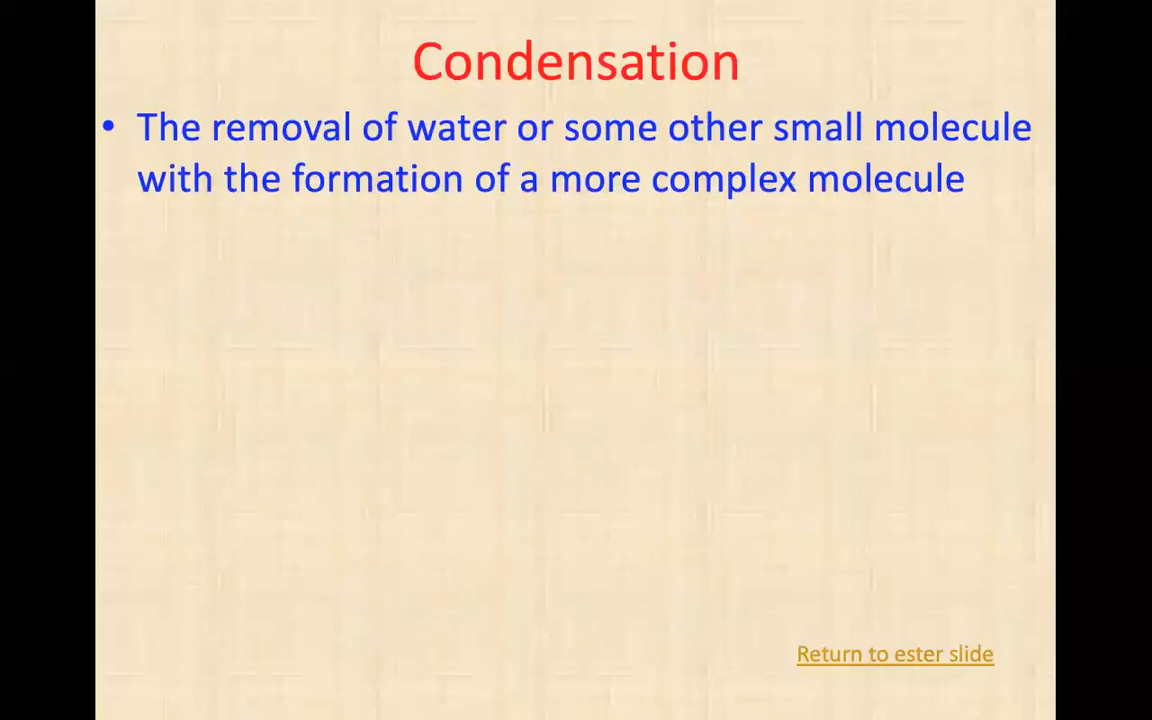 Condensation
• The removal of water or some other small molecule
with the formation of a more complex molecule
Return to ester slide